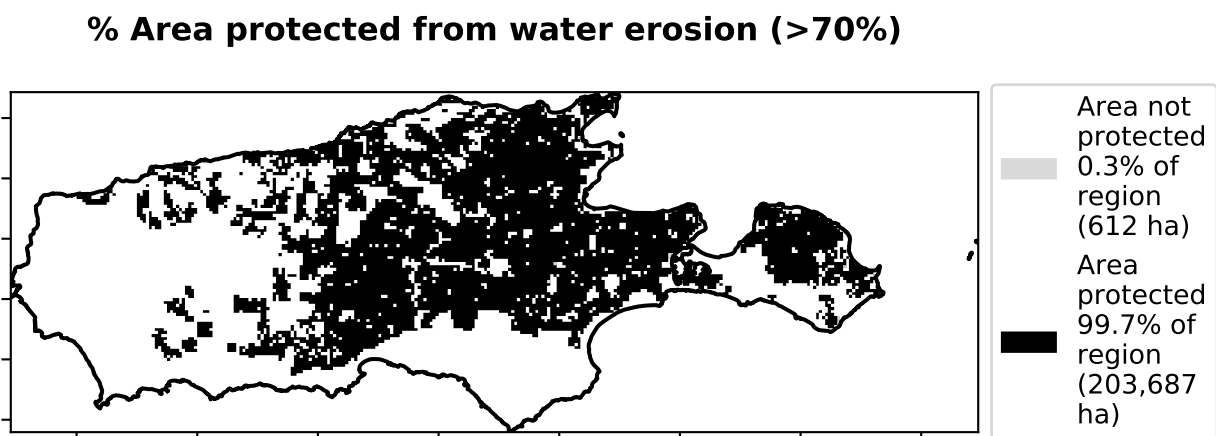 % Area protected from water erosion (>70%)
Area not
protected
0.3% of
region
(612 ha)
Area
protected
99.7% of
region
(203,687
ha)